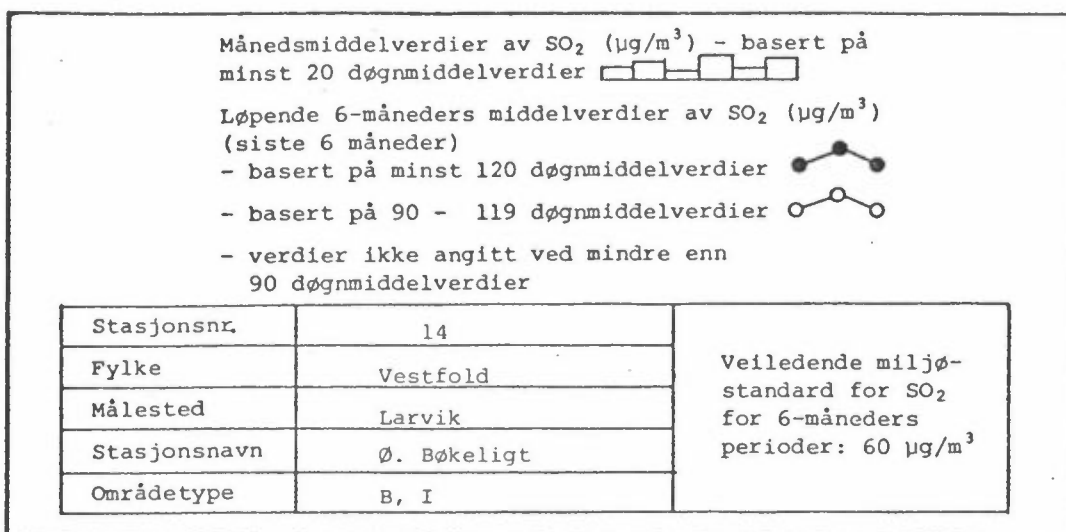 Månedsmiddelverdier av SO₂ (µg/m³) - basert på
minst 20 døgnmiddelverdier
Løpende 6-måneders middelverdier av SO₂ (µg/m³)
(siste 6 måneder)
- basert på minst 120 døgnmiddelverdier
- basert på 90 - 119 døgnmiddelverdier
- verdier ikke angitt ved mindre enn
90 døgnmiddelverdier
Stasjonsnr. 14
Fylke Vestfold
Målested Larvik
Stasjonsnavn Ø. Bøkeligt
Områdetype B, I
Veiledende miljø-
standard for SO₂
for 6-måneders
perioder: 60 µg/m³